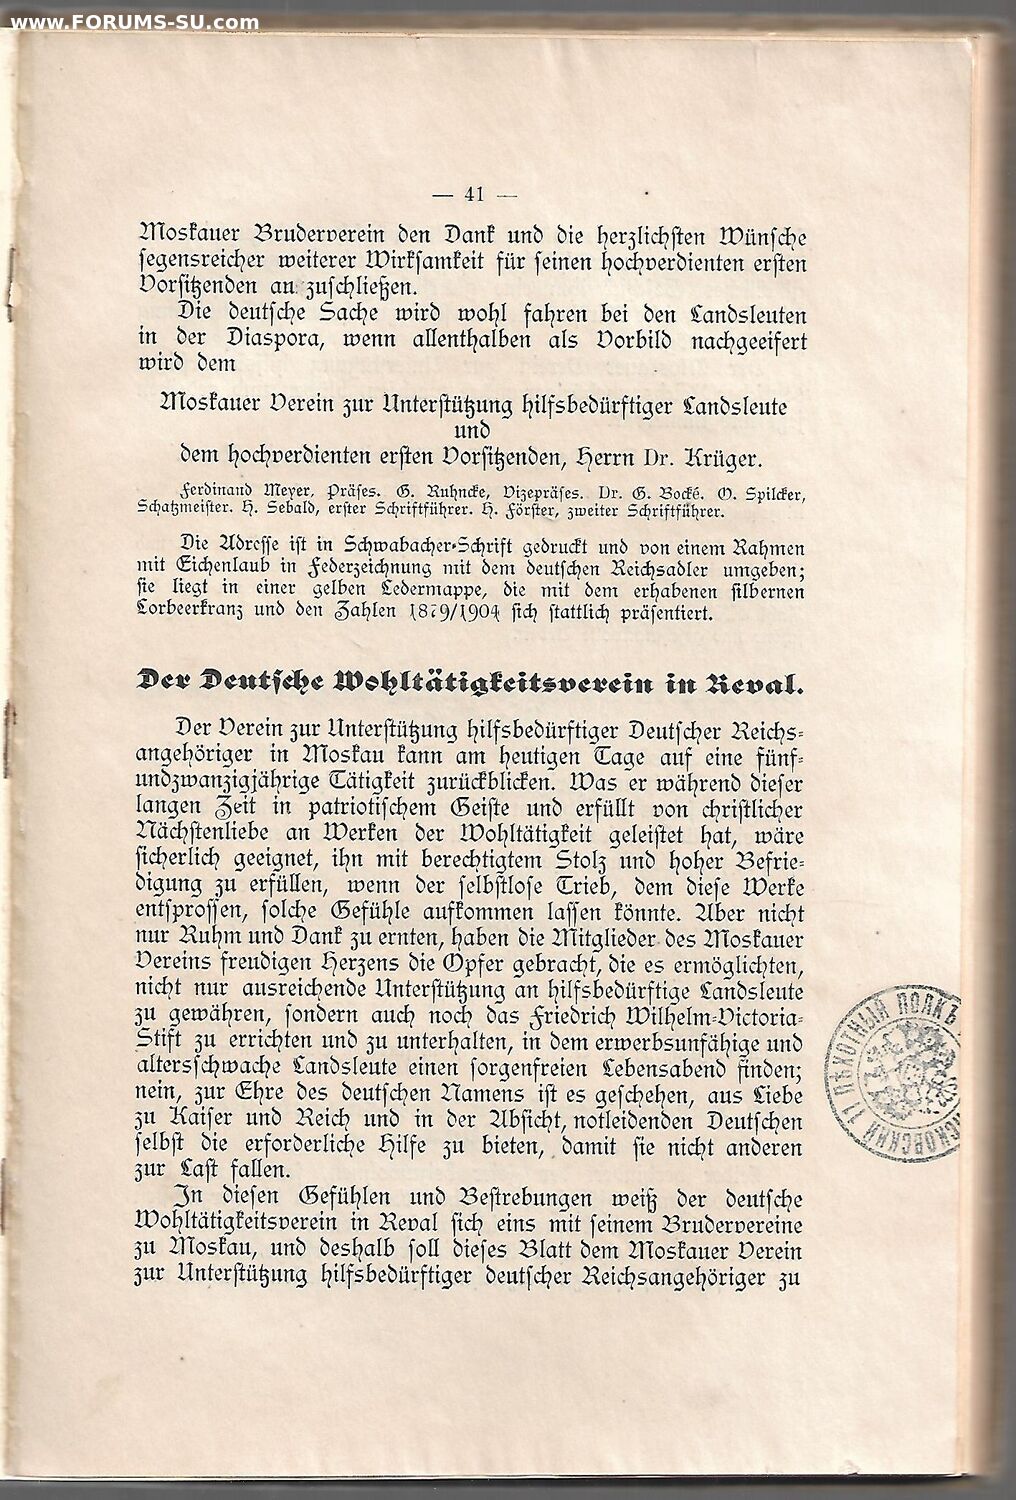 www.FORUMS-SU.com
— 41 —
Moskauer Bruderverein den Dank und die herzlichsten Wünsche
segensreicher weiterer Wirksamkeit für seinen hochverdienten ersten
Vorsitzenden an zuschließen.
Die deutsche Sache wird wohl fahren bei den Landsleuten
in der Diaspora, wenn allenthalben als Vorbild nachgeeifert
wird dem
Moskauer Verein zur Unterstützung hilfsbedürftiger Landsleute
und
dem hochverdienten ersten Vorsitzenden, Herrn Dr. Krüger.
Ferdinand Meyer, Präses. G. Ruhncke, Vizepräses. Dr. G. Bocké. O. Spilcker,
Schatzmeister. H. Sebald, erster Schriftführer. H. Förster, zweiter Schriftführer.
Die Adresse ist in Schwabacher-Schrift gedruckt und von einem Rahmen
mit Eichenlaub in Federzeichnung mit dem deutschen Reichsadler umgeben;
sie liegt in einer gelben Ledermappe, die mit dem erhabenen silbernen
Lorbeerkranz und den Zahlen 1879/1904 sich stattlich präsentiert.
Der Deutsche Wohltätigkeitsverein in Reval.
Der Verein zur Unterstützung hilfsbedürftiger Deutscher Reichs-
angehöriger in Moskau kann am heutigen Tage auf eine fünf-
undzwanzigjährige Tätigkeit zurückblicken. Was er während dieser
langen Zeit in patriotischem Geiste und erfüllt von christlicher
Nächstenliebe an Werken der Wohltätigkeit geleistet hat, wäre
sicherlich geeignet, ihn mit berechtigtem Stolz und hoher Befrie-
digung zu erfüllen, wenn der selbstlose Trieb, dem diese Werke
entsprossen, solche Gefühle aufkommen lassen könnte. Aber nicht
nur Ruhm und Dank zu ernten, haben die Mitglieder des Moskauer
Vereins freudigen Herzens die Opfer gebracht, die es ermöglichten,
nicht nur ausreichende Unterstützung an hilfsbedürftige Landsleute
zu gewähren, sondern auch noch das Friedrich Wilhelm-Victoria-
Stift zu errichten und zu unterhalten, in dem erwerbsunfähige und
altersschwache Landsleute einen sorgenfreien Lebensabend finden;
nein, zur Ehre des deutschen Namens ist es geschehen, aus Liebe
zu Kaiser und Reich und in der Absicht, notleidenden Deutschen
selbst die erforderliche Hilfe zu bieten, damit sie nicht anderen
zur Last fallen.
In diesen Gefühlen und Bestrebungen weiß der deutsche
Wohltätigkeitsverein in Reval sich eins mit seinem Brudervereine
zu Moskau, und deshalb soll dieses Blatt dem Moskauer Verein
zur Unterstützung hilfsbedürftiger deutscher Reichsangehöriger zu
11 ПѢХОТНЫЙ ПОЛКЪ